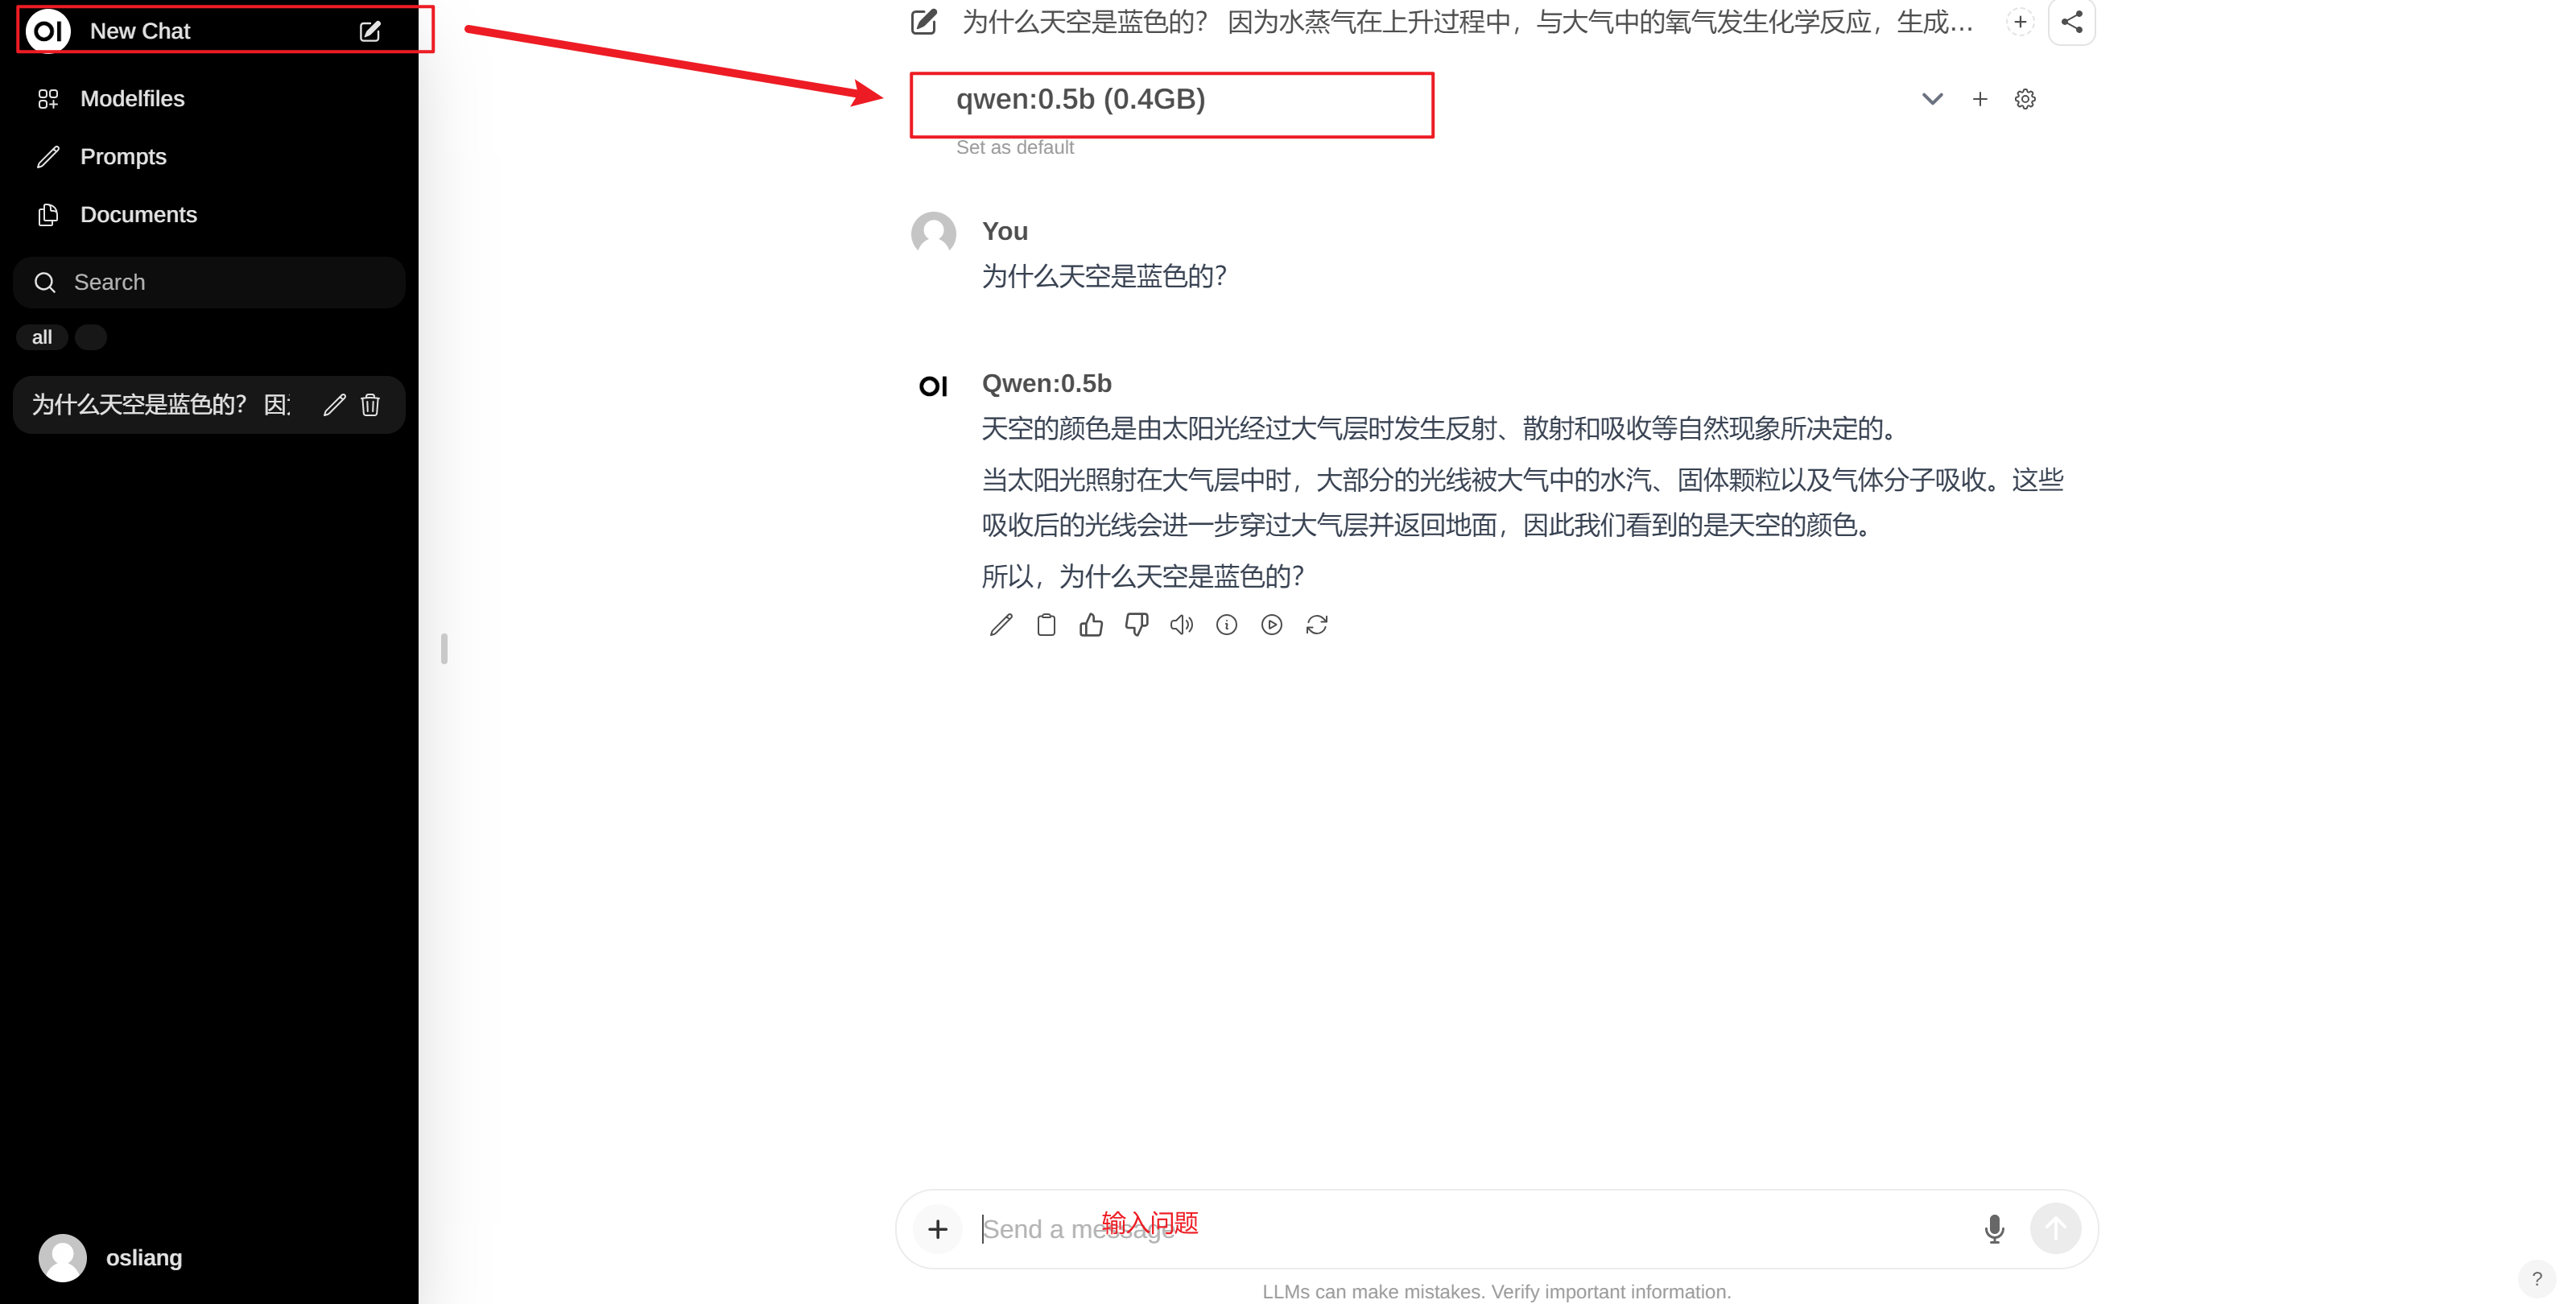 OI New Chat
Modelfiles
Prompts
Documents
Search
all
为什么天空是蓝色的？ 因
osliang
为什么天空是蓝色的？ 因为水蒸气在上升过程中，与大气中的氧气发生化学反应，生成...
qwen:0.5b (0.4GB)
Set as default
You
为什么天空是蓝色的？
OI Qwen:0.5b
天空的颜色是由太阳光经过大气层时发生反射、散射和吸收等自然现象所决定的。
当太阳光照射在大气层中时，大部分的光线被大气中的水汽、固体颗粒以及气体分子吸收。这些
吸收后的光线会进一步穿过大气层并返回地面，因此我们看到的是天空的颜色。
所以，为什么天空是蓝色的？
Send a message
输入问题
LLMs can make mistakes. Verify important information.
?